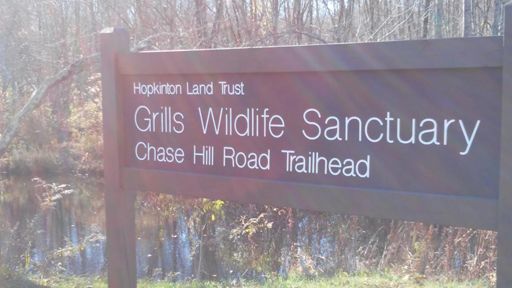 Hopkinton Land Trust
Grills Wildlife Sanctuary
Chase Hill Road Trailhead